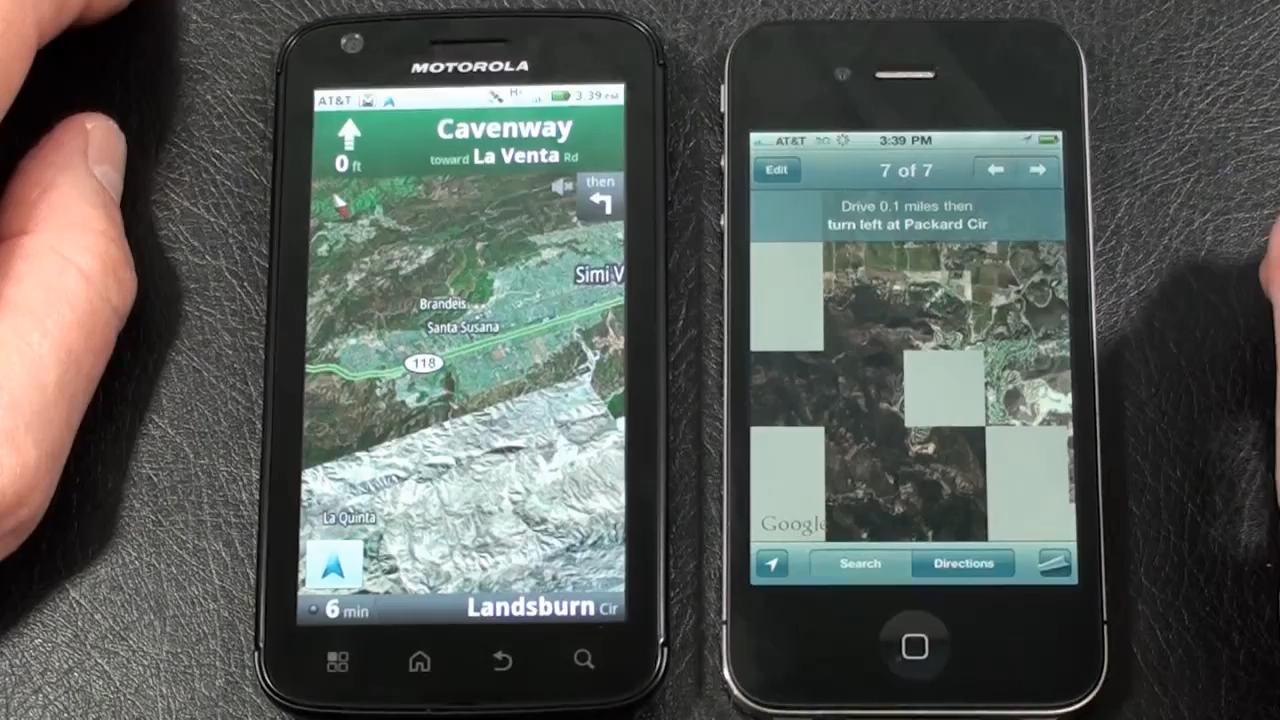 MOTOROLA
AT&T
H+
3:39 PM
Cavenway
0 ft
toward La Venta Rd
then
Simi V
Brandeis
Santa Susana
118
La Quinta
6 min
Landsburn Cir
AT&T 3G
3:39 PM
Edit
7 of 7
Drive 0.1 miles then
turn left at Packard Cir
Google
Search
Directions